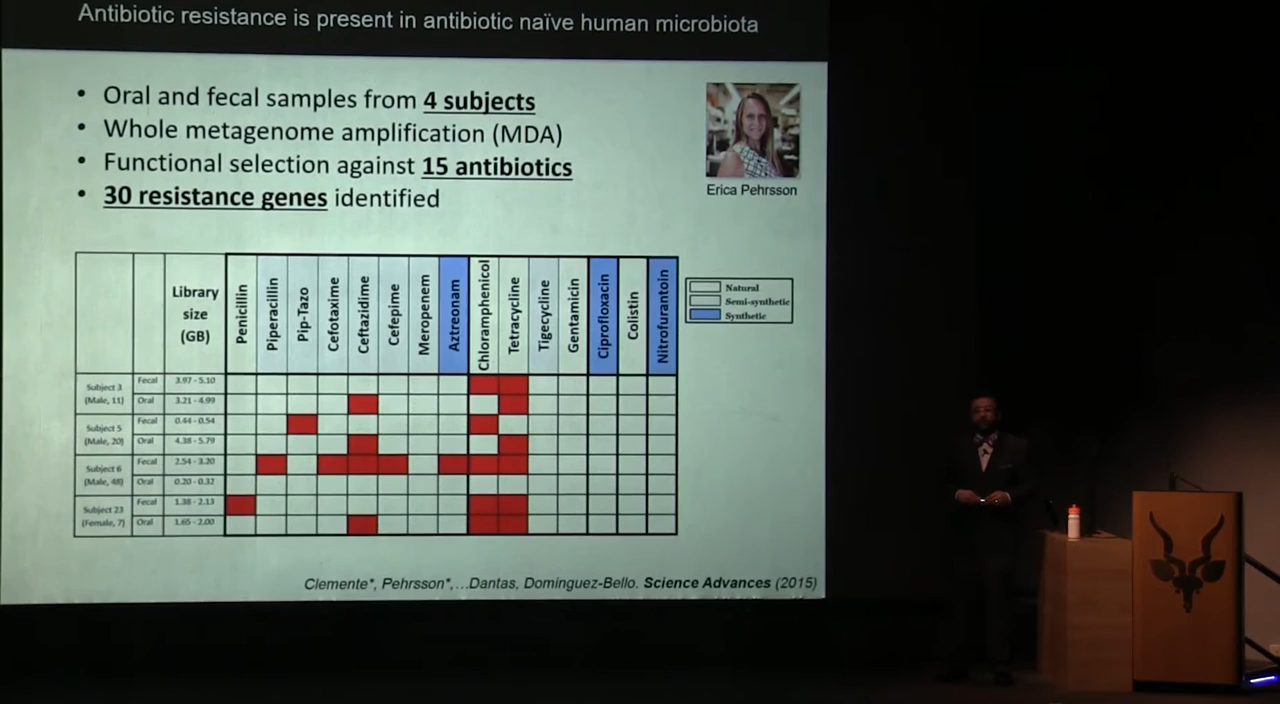 Antibiotic resistance is present in antibiotic naïve human microbiota
• Oral and fecal samples from 4 subjects
• Whole metagenome amplification (MDA)
• Functional selection against 15 antibiotics
• 30 resistance genes identified
Erica Pehrsson
Library size (GB) Penicillin Piperacillin Pip-Tazo Cefotaxime Ceftazidime Cefepime Meropenem Aztreonam Chloramphenicol Tetracycline Tigecycline Gentamicin Ciprofloxacin Colistin Nitrofurantoin
Natural
Semi-synthetic
Synthetic
Subject 3 (Male, 11) Fecal 3.97 - 5.10
Oral 3.21 - 4.99
Subject 5 (Male, 20) Fecal 0.44 - 0.54
Oral 4.38 - 5.79
Subject 6 (Male, 48) Fecal 2.54 - 3.20
Oral 0.20 - 0.32
Subject 23 (Female, 7) Fecal 1.38 - 2.13
Oral 1.65 - 2.00
Clemente*, Pehrsson*,...Dantas, Dominguez-Bello. Science Advances (2015)